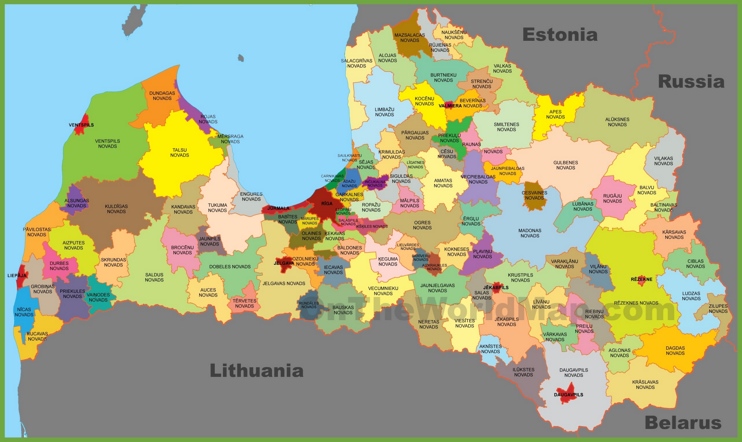 Estonia
Russia
Lithuania
Belarus
MAZSALACAS
NOVADS
NAUKŠĒNU
NOVADS
RŪJIENAS
NOVADS
ALOJAS
NOVADS
VALKAS
NOVADS
SALACGRĪVAS
NOVADS
BURTNIEKU
NOVADS
STRENČU
NOVADS
DUNDAGAS
NOVADS
KOCĒNU
NOVADS
BEVERĪNAS
NOVADS
VALMIERA
LIMBAŽU
NOVADS
APES
NOVADS
ALŪKSNES
NOVADS
ROJAS
NOVADS
VENTSPILS
SMILTENES
NOVADS
MĒRSRAGA
NOVADS
PĀRGAUJAS
NOVADS
VENTSPILS
NOVADS
TALSU
NOVADS
RAUNAS
NOVADS
CĒSU
NOVADS
KRIMULDAS
NOVADS
SĒJAS
NOVADS
GULBENES
NOVADS
VIĻAKAS
NOVADS
JAUNPIEBALGAS
NOVADS
VECPIEBALGAS
NOVADS
LĪGATNES
NOVADS
SIGULDAS
NOVADS
AMATAS
NOVADS
BALVU
NOVADS
RUGĀJU
NOVADS
ENGURES
NOVADS
ALSUNGAS
NOVADS
KULDĪGAS
NOVADS
KANDAVAS
NOVADS
TUKUMA
NOVADS
JŪRMALA
RĪGA
ROPAŽU
NOVADS
MĀLPILS
NOVADS
LUBĀNAS
NOVADS
BALTINAVAS
NOVADS
CESVAINES
NOVADS
ĒRGĻU
NOVADS
OGRES
NOVADS
MADONAS
NOVADS
KĀRSAVAS
NOVADS
PĀVILOSTAS
NOVADS
AIZPUTES
NOVADS
BROCĒNU
NOVADS
JAUNPILS
NOVADS
BABĪTES
NOVADS
OLAINES
NOVADS
ĶEKAVAS
NOVADS
BALDONES
NOVADS
KOKNESES
NOVADS
PĻAVIŅU
NOVADS
VARAKĻĀNU
NOVADS
VIĻĀNU
NOVADS
CIBLAS
NOVADS
LIEPĀJA
DURBES
NOVADS
SKRUNDAS
NOVADS
SALDUS
NOVADS
DOBELES NOVADS
JELGAVA
OZOLNIEKU
NOVADS
IECAVAS
NOVADS
ĶEGUMA
NOVADS
KRUSTPILS
NOVADS
RĒZEKNE
GROBIŅAS
NOVADS
PRIEKULES
NOVADS
VAIŅODES
NOVADS
AUCES
NOVADS
TĒRVETES
NOVADS
JELGAVAS NOVADS
VECUMNIEKU
NOVADS
JAUNJELGAVAS
NOVADS
JĒKABPILS
SALAS
NOVADS
LĪVĀNU
NOVADS
RĒZEKNES NOVADS
LUDZAS
NOVADS
ZILUPES
NOVADS
NĪCAS
NOVADS
RUCAVAS
NOVADS
BAUSKAS
NOVADS
NERETAS
NOVADS
VIESĪTES
NOVADS
JĒKABPILS
NOVADS
RIEBIŅU
NOVADS
PREIĻU
NOVADS
VĀRKAVAS
NOVADS
AKNĪSTES
NOVADS
AGLONAS
NOVADS
DAGDAS
NOVADS
ILŪKSTES
NOVADS
DAUGAVPILS
NOVADS
KRĀSLAVAS
NOVADS
DAUGAVPILS
OnTheWorldMap.com